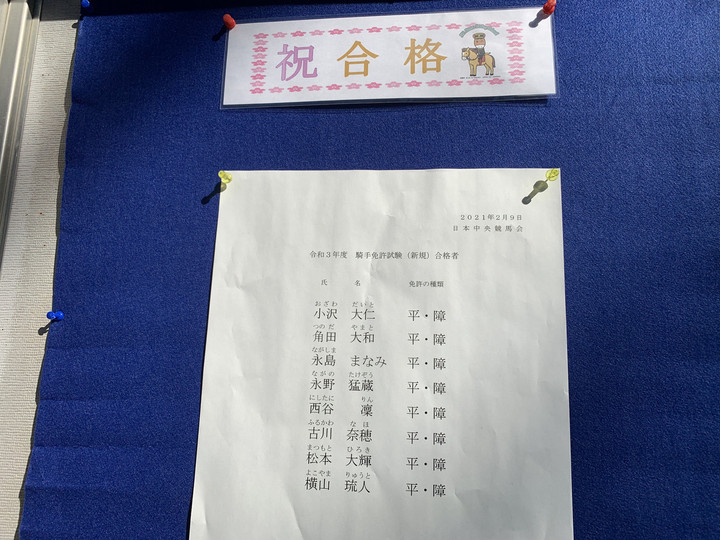 祝合格
2021年2月9日
日本中央競馬会
令和3年度 騎手免許試験（新規）合格者
氏 名 免許の種類
おざわ だいと
小沢 大仁 平・障
つのだ やまと
角田 大和 平・障
ながしま
永島 まなみ 平・障
ながの たけぞう
永野 猛蔵 平・障
にしたに りん
西谷 凜 平・障
ふるかわ なほ
古川 奈穂 平・障
まつもと ひろき
松本 大輝 平・障
よこやま りゅうと
横山 琉人 平・障